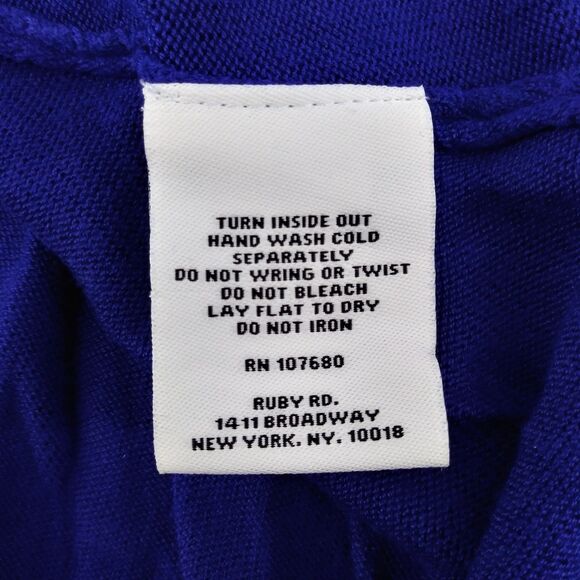 TURN INSIDE OUT
HAND WASH COLD
SEPARATELY
DO NOT WRING OR TWIST
DO NOT BLEACH
LAY FLAT TO DRY
DO NOT IRON
RN 107680
RUBY RD.
1411 BROADWAY
NEW YORK. NY. 10018